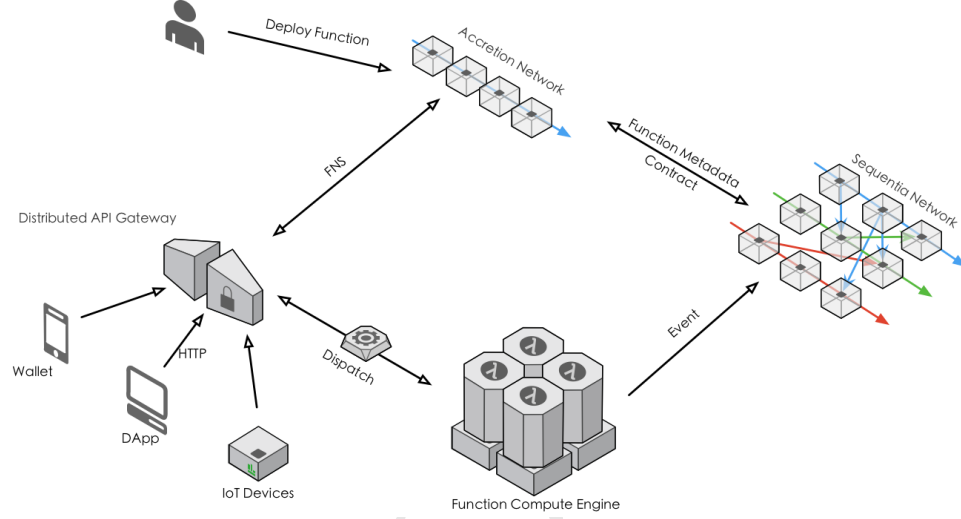 Deploy Function
Accretion Network
Function Metadata
Contract
Sequentia Network
FNS
Distributed API Gateway
Wallet
HTTP
DApp
IoT Devices
Dispatch
λ
λ
λ
λ
Event
Function Compute Engine